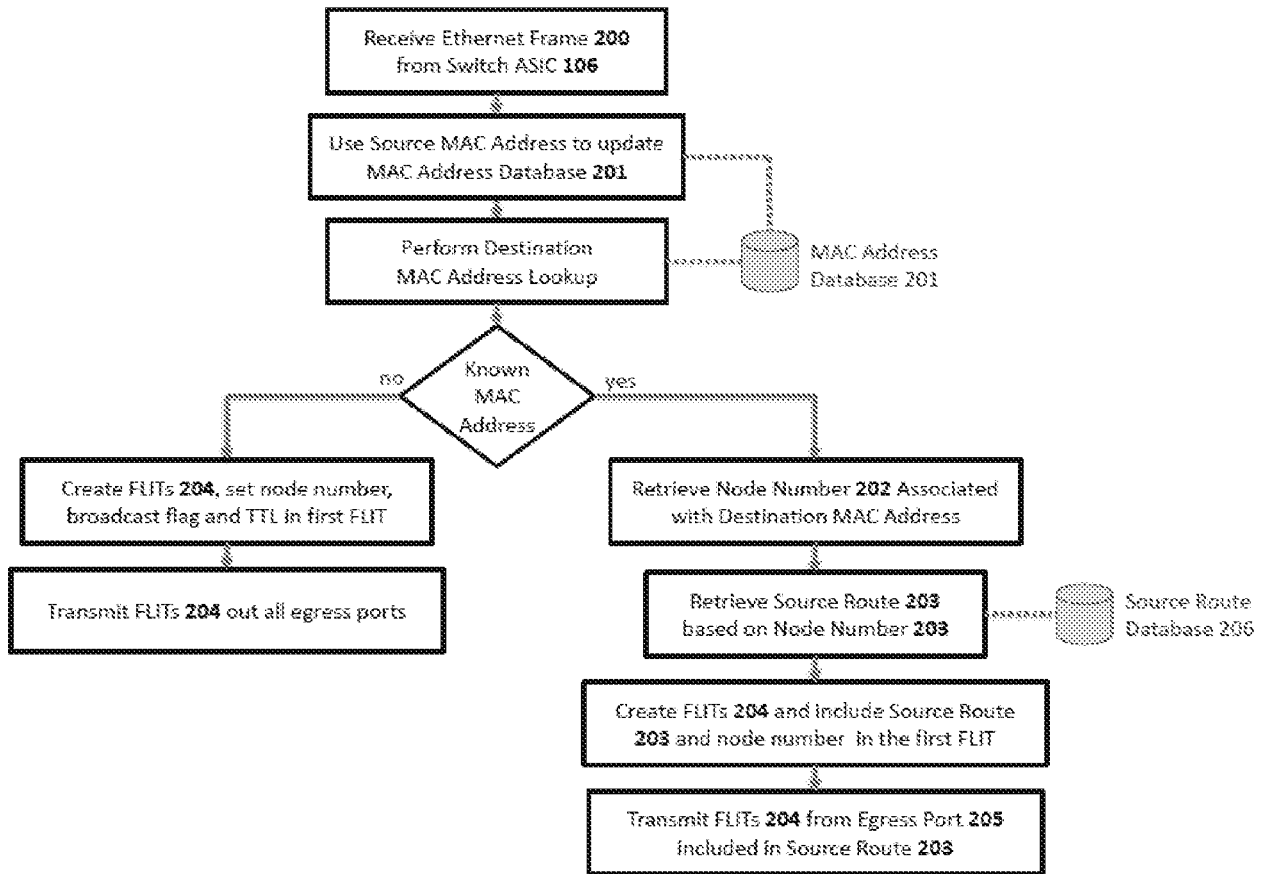 Receive Ethernet Frame 200
from Switch ASIC 106
Use Source MAC Address to update
MAC Address Database 201
Perform Destination
MAC Address Lookup
MAC Address
Database 201
Known
MAC
Address
no
yes
Create FLITs 204, set node number,
broadcast flag and TTL in first FLIT
Transmit FLITs 204 out all egress ports
Retrieve Node Number 202 Associated
with Destination MAC Address
Retrieve Source Route 203
based on Node Number 203
Source Route
Database 206
Create FLITs 204 and include Source Route
203 and node number in the first FLIT
Transmit FLITs 204 from Egress Port 205
included in Source Route 203